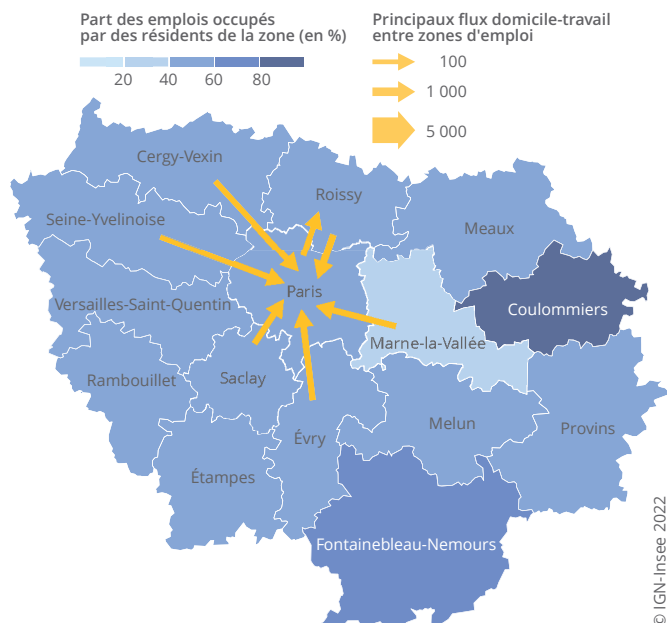 Part des emplois occupés
par des résidents de la zone (en %)
20 40 60 80
Principaux flux domicile-travail
entre zones d'emploi
100
1 000
5 000
Cergy-Vexin
Roissy
Seine-Yvelinoise
Meaux
Paris
Versailles-Saint-Quentin
Coulommiers
Marne-la-Vallée
Rambouillet
Saclay
Melun
Provins
Évry
Étampes
Fontainebleau-Nemours
© IGN-Insee 2022